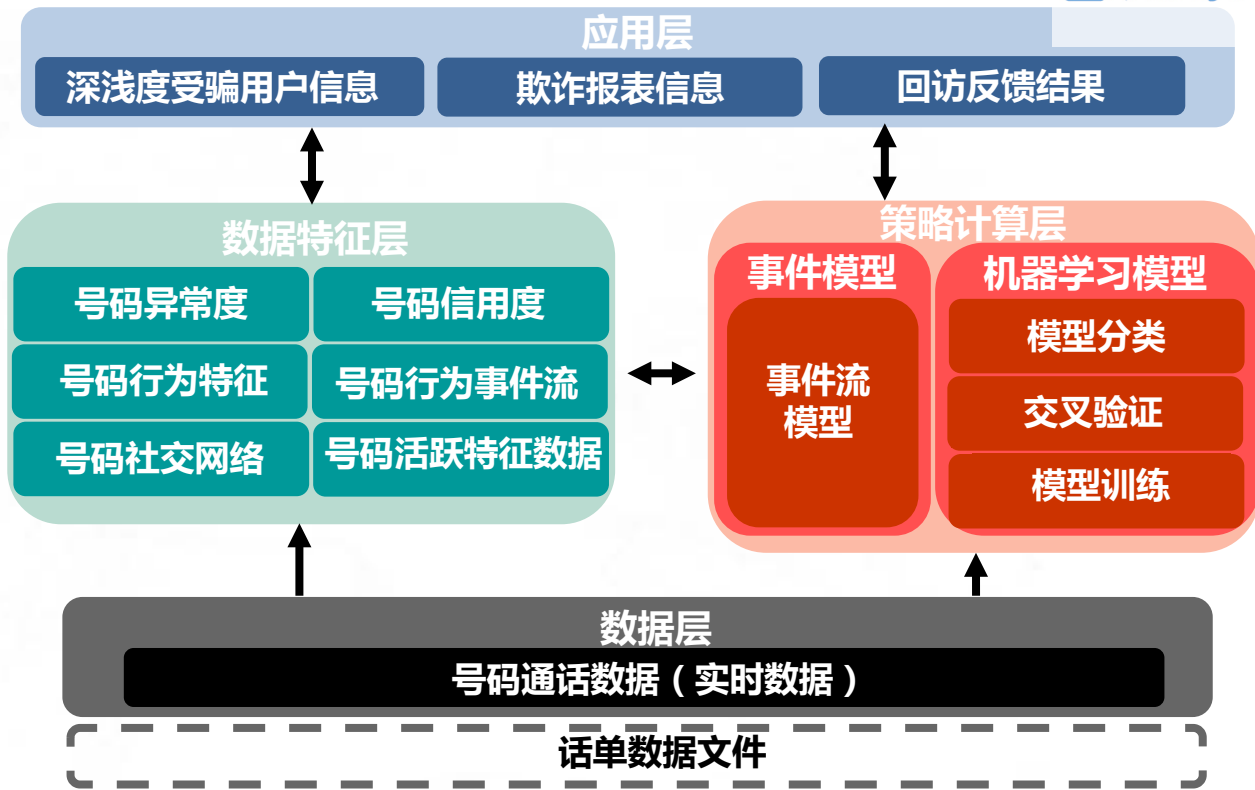 应用层
深浅度受骗用户信息
欺诈报表信息
回访反馈结果
数据特征层
号码异常度
号码信用度
号码行为特征
号码行为事件流
号码社交网络
号码活跃特征数据
策略计算层
事件模型
事件流
模型
机器学习模型
模型分类
交叉验证
模型训练
数据层
号码通话数据（实时数据）
话单数据文件